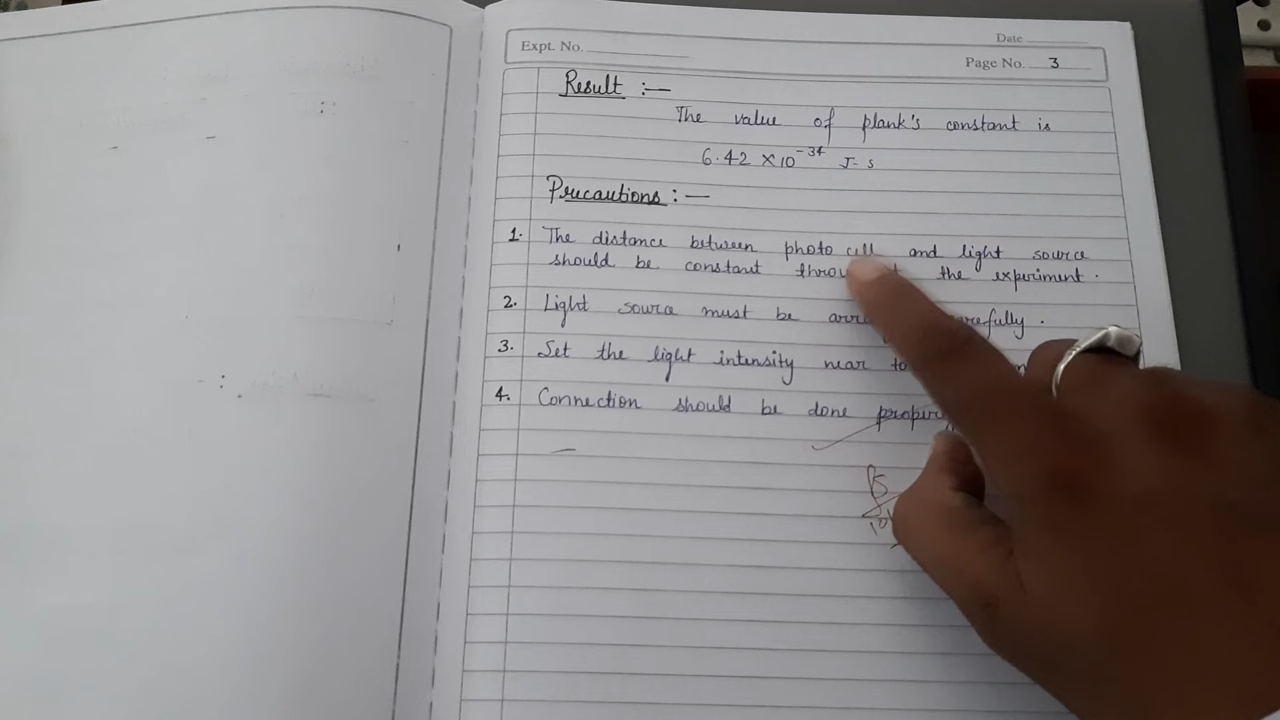 Date
Expt. No.
Page No. 3
Result :—
The value of plank's constant is
6.42 × 10⁻³⁴ J-s
Precautions :—
1. The distance between photo cell and light source
should be constant the experiment.
2. Light source must be carefully.
3. Set the light intensity near to
4. Connection should be done